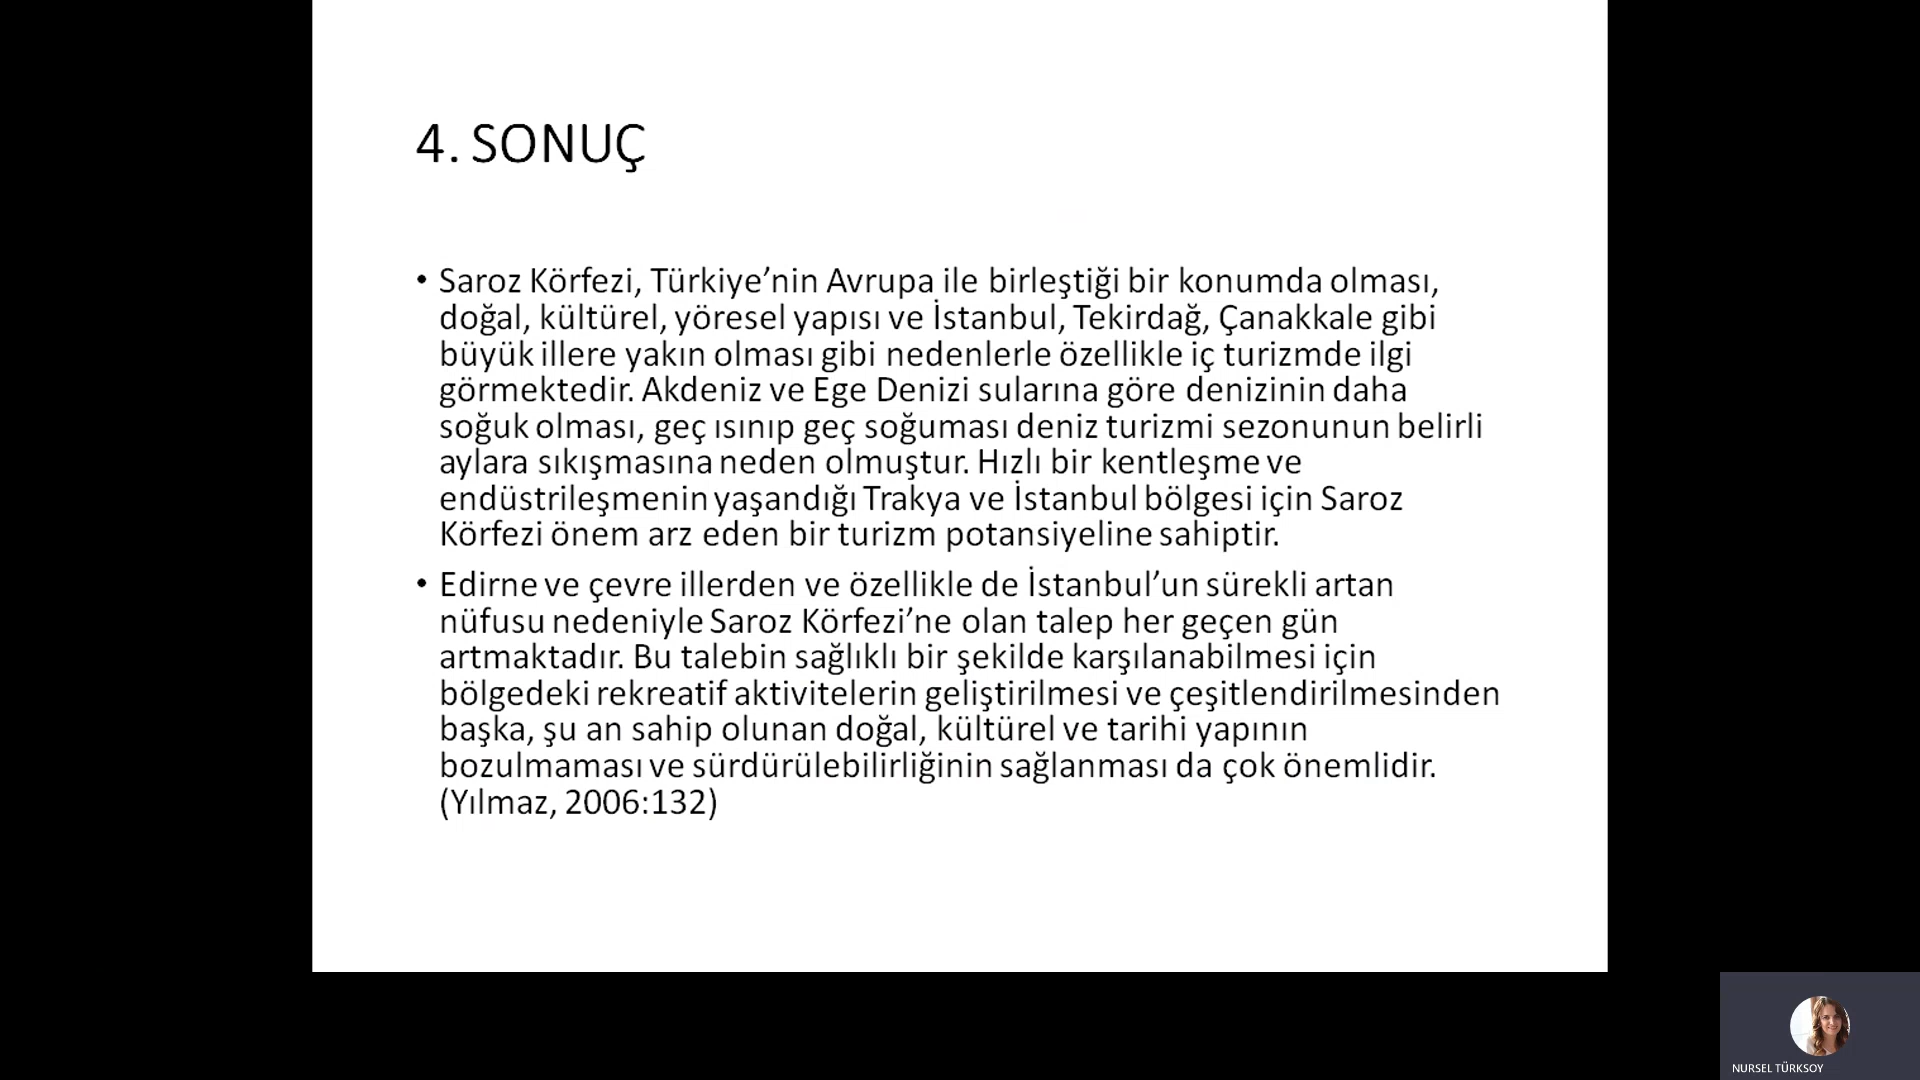 4. SONUÇ
• Saroz Körfezi, Türkiye’nin Avrupa ile birleştiği bir konumda olması,
doğal, kültürel, yöresel yapısı ve İstanbul, Tekirdağ, Çanakkale gibi
büyük illere yakın olması gibi nedenlerle özellikle iç turizmde ilgi
görmektedir. Akdeniz ve Ege Denizi sularına göre denizinin daha
soğuk olması, geç ısınıp geç soğuması deniz turizmi sezonunun belirli
aylara sıkışmasına neden olmuştur. Hızlı bir kentleşme ve
endüstrileşmenin yaşandığı Trakya ve İstanbul bölgesi için Saroz
Körfezi önem arz eden bir turizm potansiyeline sahiptir.
• Edirne ve çevre illerden ve özellikle de İstanbul’un sürekli artan
nüfusu nedeniyle Saroz Körfezi’ne olan talep her geçen gün
artmaktadır. Bu talebin sağlıklı bir şekilde karşılanabilmesi için
bölgedeki rekreatif aktivitelerin geliştirilmesi ve çeşitlendirilmesinden
başka, şu an sahip olunan doğal, kültürel ve tarihi yapının
bozulmaması ve sürdürülebilirliğinin sağlanması da çok önemlidir.
(Yılmaz, 2006:132)
NURSEL TÜRKSOY